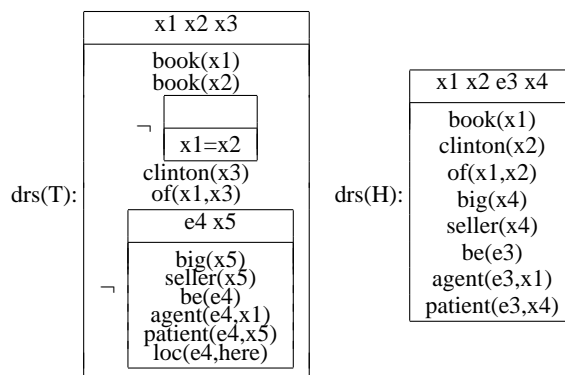 drs(T):
x1 x2 x3
book(x1)
book(x2)
¬
x1=x2
clinton(x3)
of(x1,x3)
¬
e4 x5
big(x5)
seller(x5)
be(e4)
agent(e4,x1)
patient(e4,x5)
loc(e4,here)
drs(H):
x1 x2 e3 x4
book(x1)
clinton(x2)
of(x1,x2)
big(x4)
seller(x4)
be(e3)
agent(e3,x1)
patient(e3,x4)